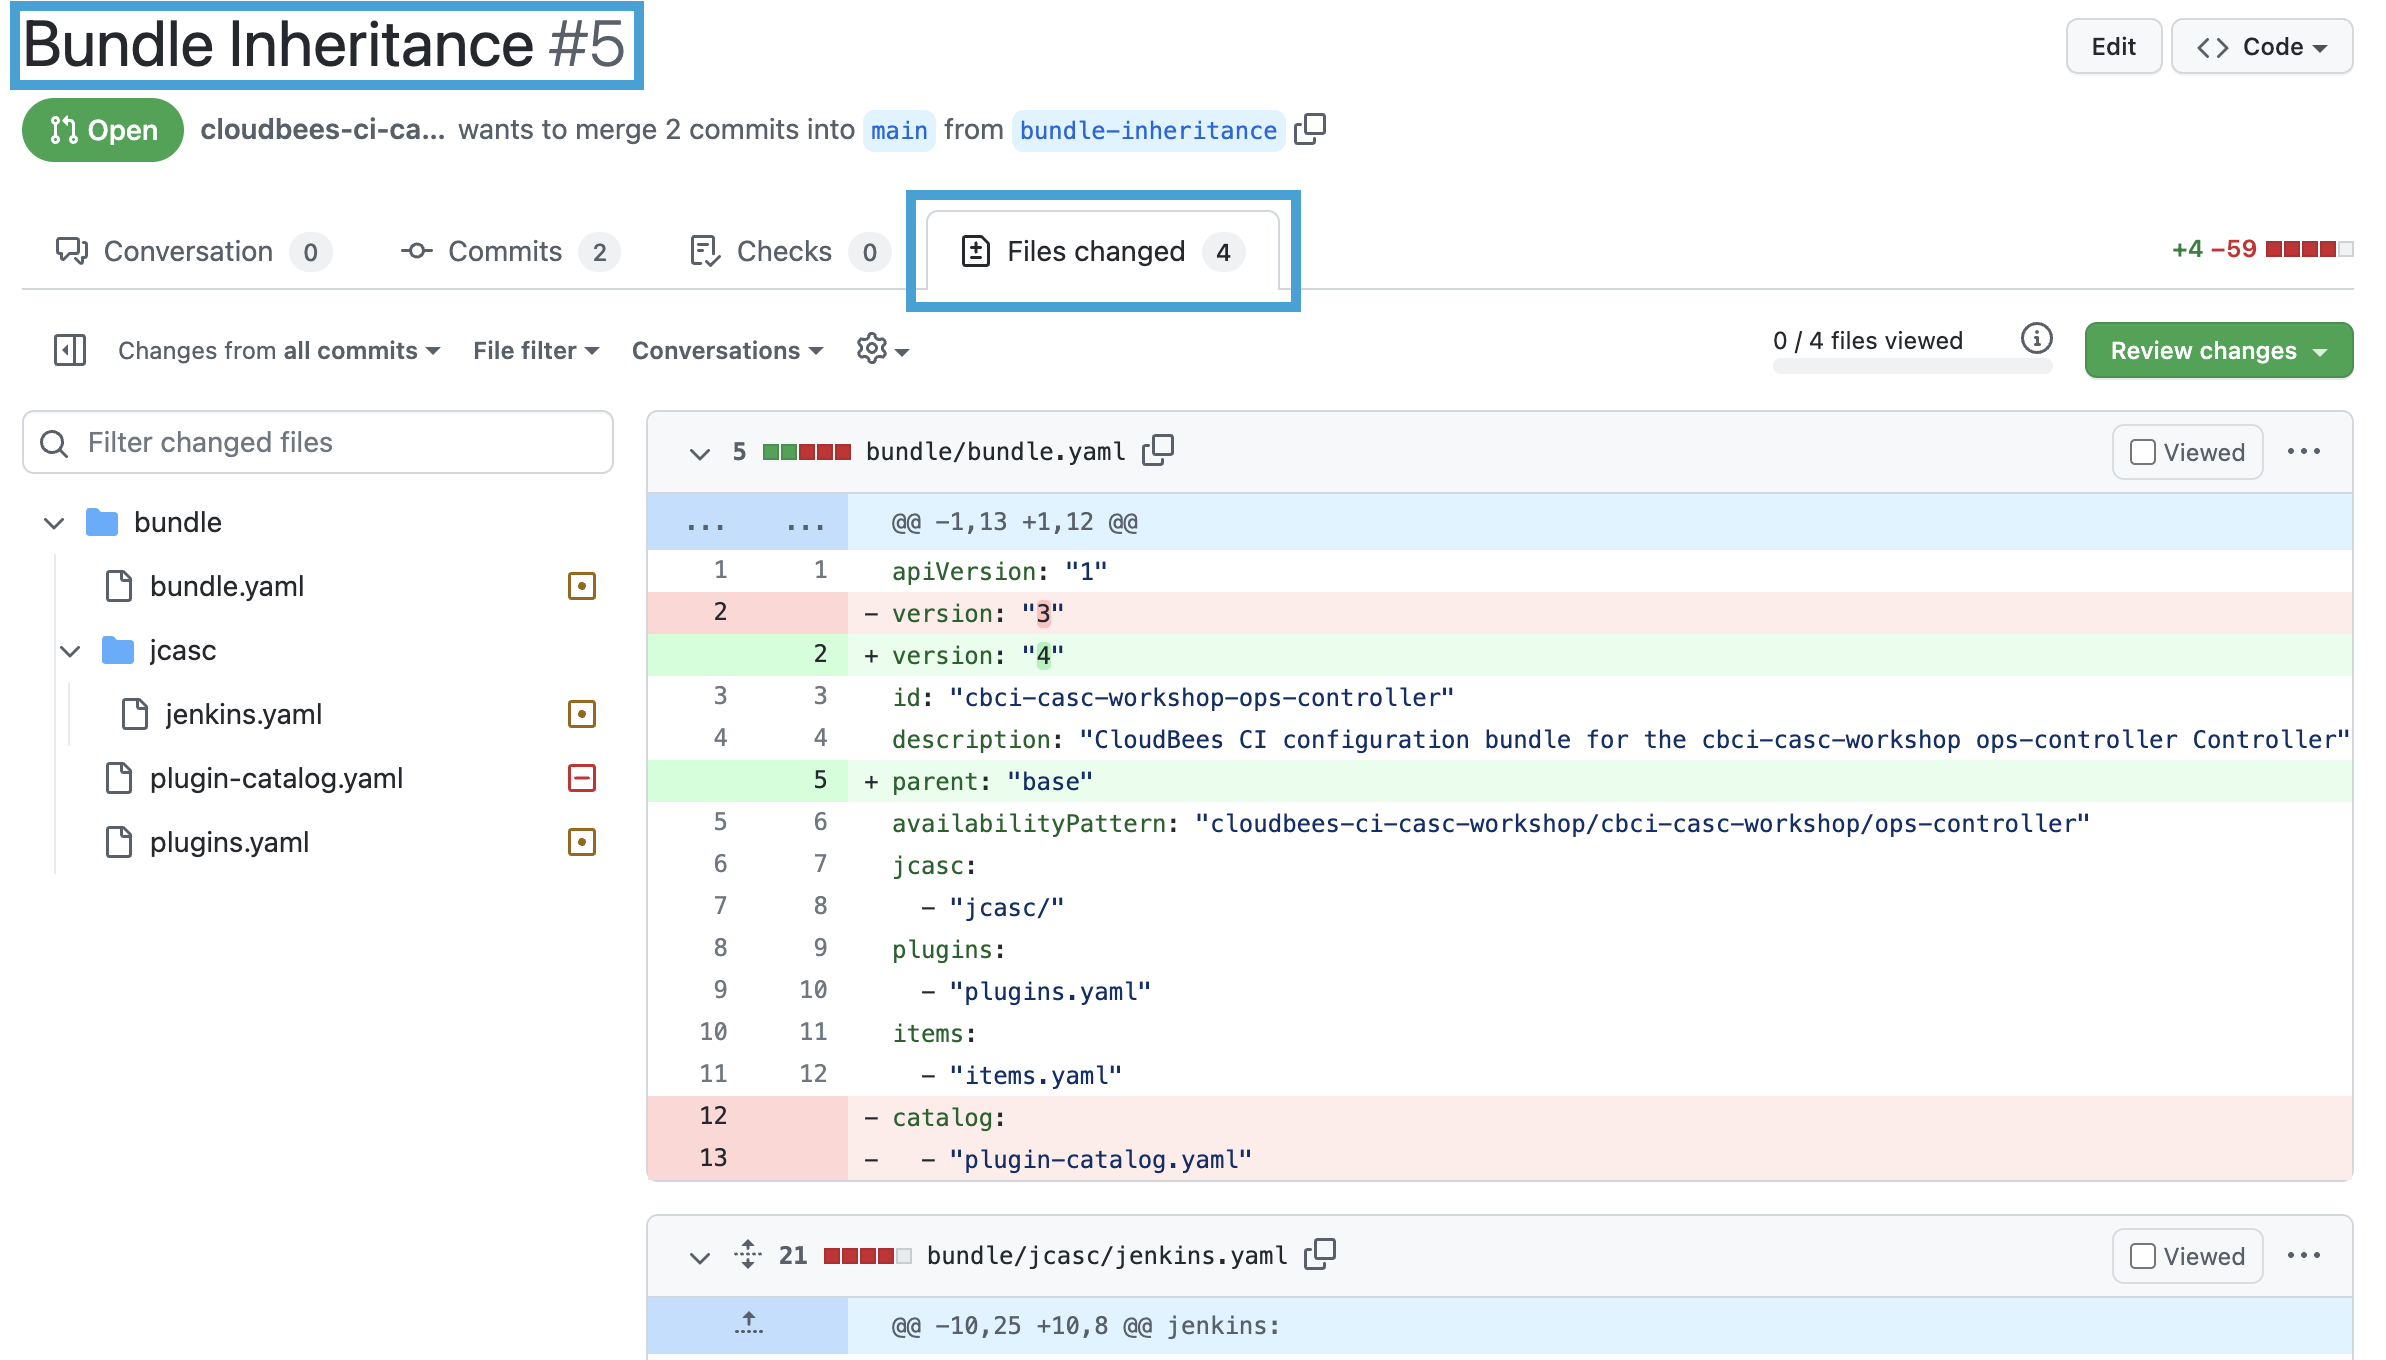 Bundle Inheritance #5
Edit
Code
Open
cloudbees-ci-ca... wants to merge 2 commits into main from bundle-inheritance
Conversation 0
Commits 2
Checks 0
Files changed 4
+4 −59
Changes from all commits
File filter
Conversations
0 / 4 files viewed
Review changes
Filter changed files
bundle
bundle.yaml
jcasc
jenkins.yaml
plugin-catalog.yaml
plugins.yaml
5 bundle/bundle.yaml
Viewed
... ... @@ -1,13 +1,12 @@
1 1 apiVersion: "1"
2 - version: "3"
2 + version: "4"
3 3 id: "cbci-casc-workshop-ops-controller"
4 4 description: "CloudBees CI configuration bundle for the cbci-casc-workshop ops-controller Controller"
5 + parent: "base"
5 6 availabilityPattern: "cloudbees-ci-casc-workshop/cbci-casc-workshop/ops-controller"
6 7 jcasc:
7 8 - "jcasc/"
8 9 plugins:
9 10 - "plugins.yaml"
10 11 items:
11 12 - "items.yaml"
12 - catalog:
13 - - "plugin-catalog.yaml"
21 bundle/jcasc/jenkins.yaml
Viewed
@@ -10,25 +10,8 @@ jenkins: